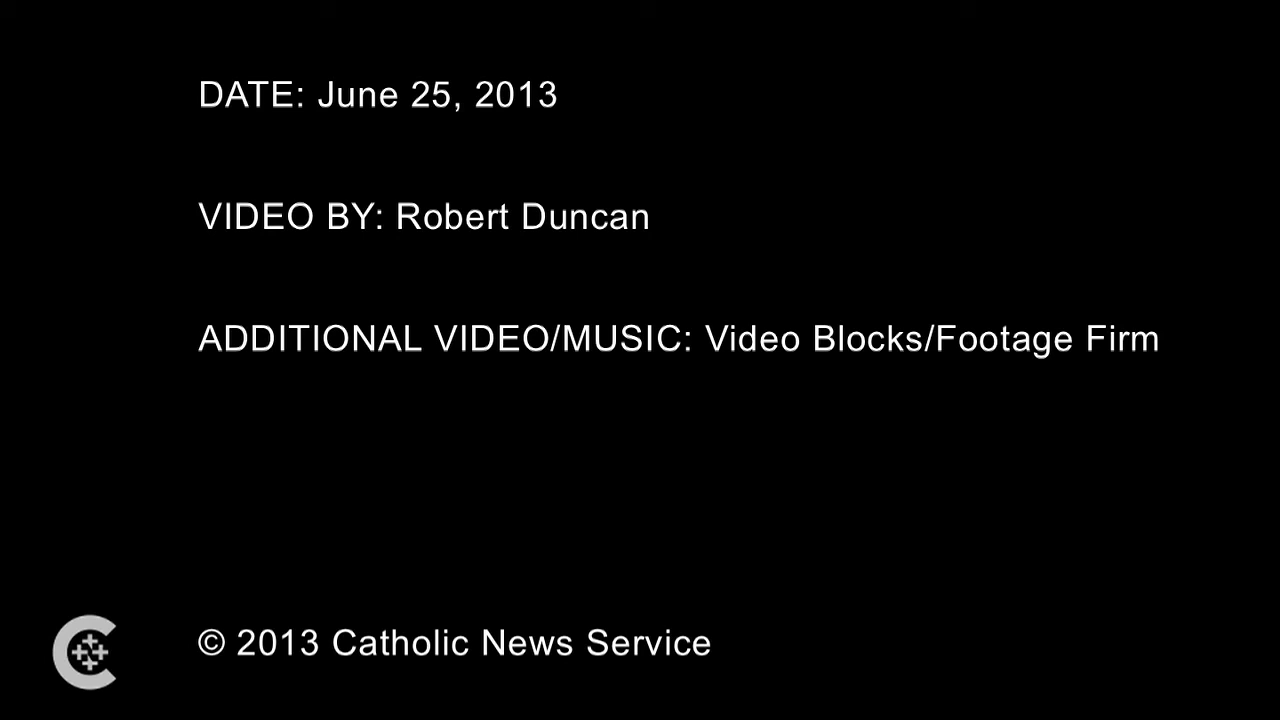 DATE: June 25, 2013
VIDEO BY: Robert Duncan
ADDITIONAL VIDEO/MUSIC: Video Blocks/Footage Firm
© 2013 Catholic News Service